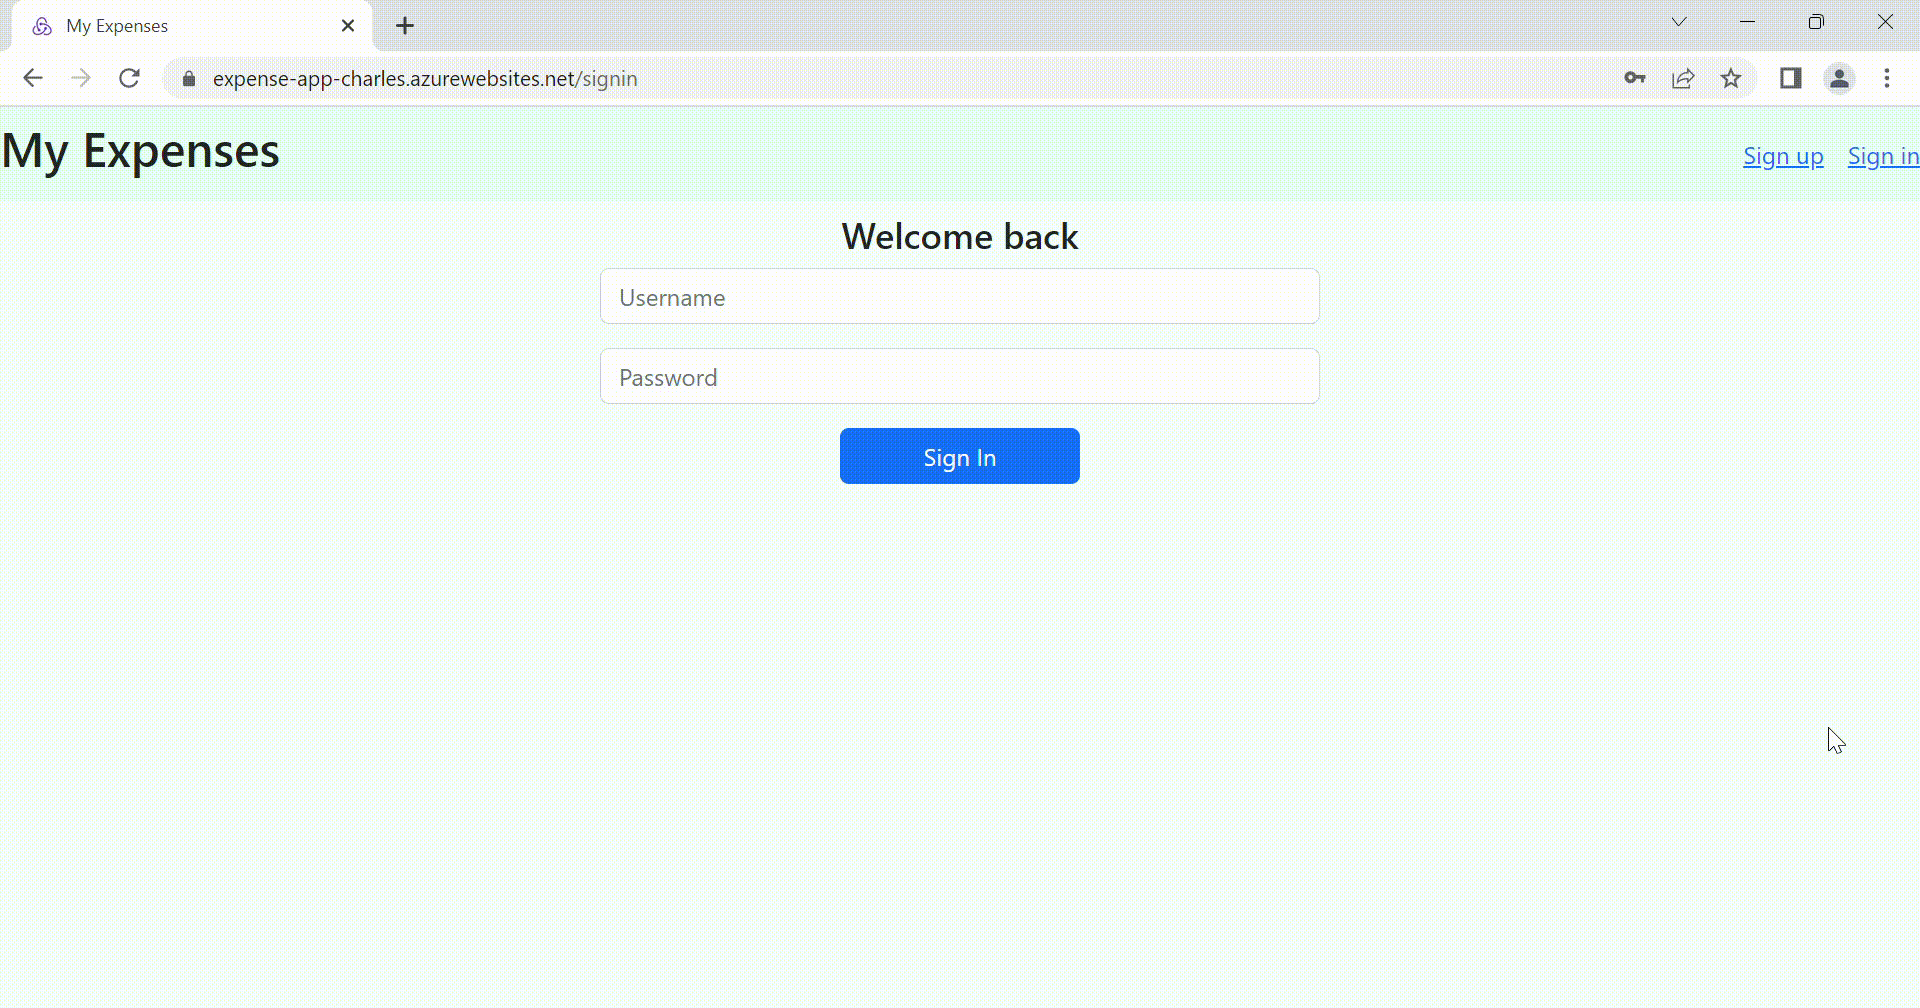 My Expenses
expense-app-charles.azurewebsites.net/signin
My Expenses
Sign up Sign in
Welcome back
Username
Password
Sign In